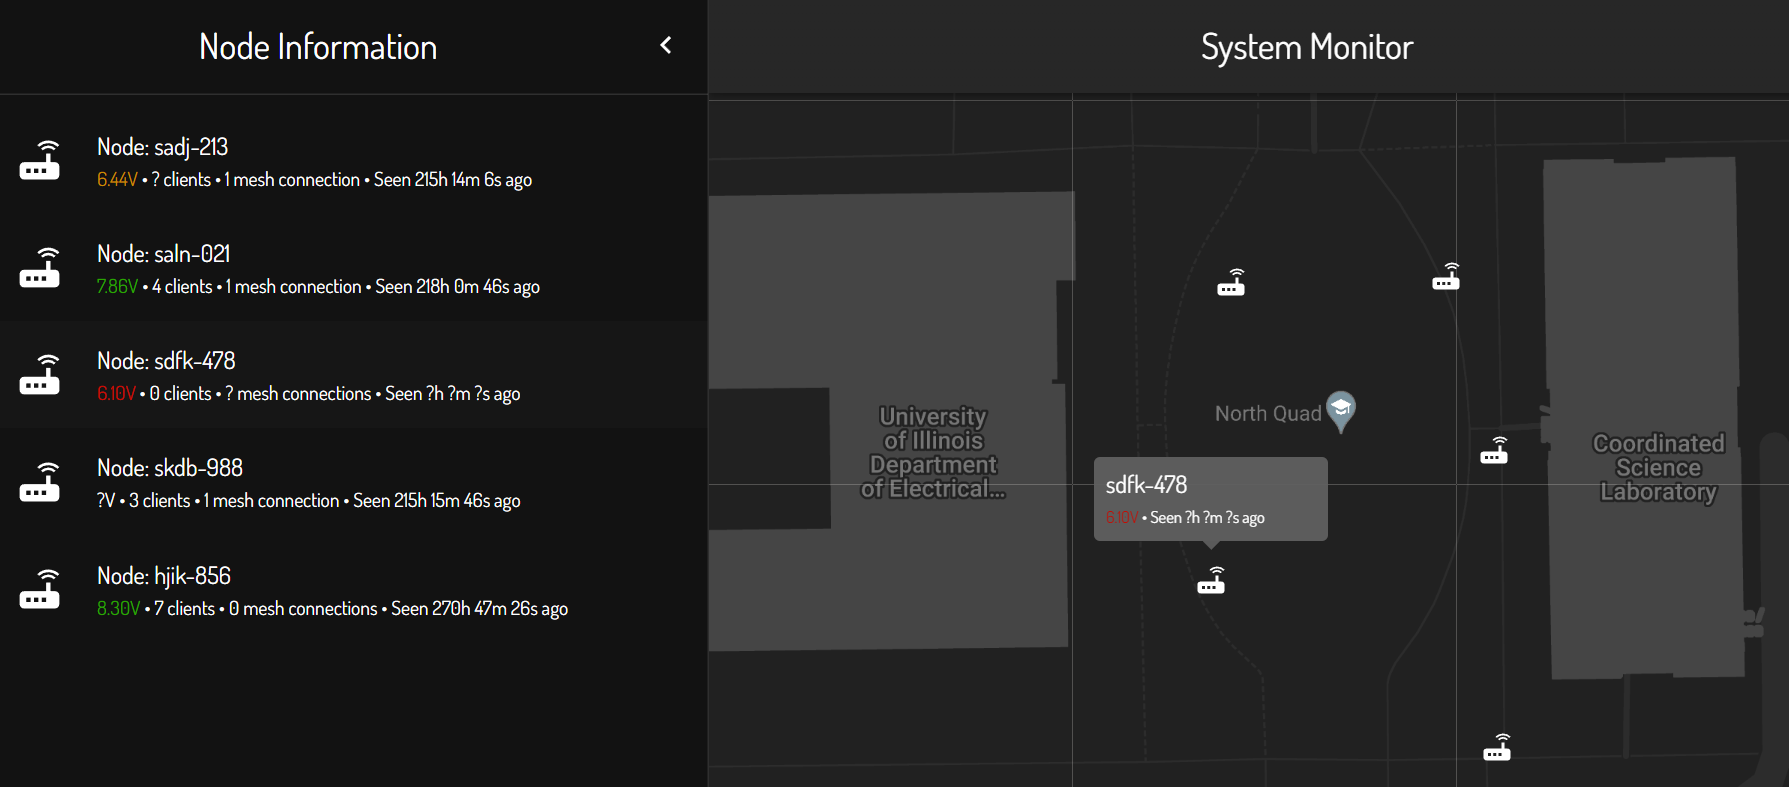 Node Information
System Monitor
Node: sadj-213
6.44V • ? clients • 1 mesh connection • Seen 215h 14m 6s ago
Node: saln-021
7.86V • 4 clients • 1 mesh connection • Seen 218h 0m 46s ago
Node: sdfk-478
6.10V • 0 clients • ? mesh connections • Seen ?h ?m ?s ago
Node: skdb-988
?V • 3 clients • 1 mesh connection • Seen 215h 15m 46s ago
Node: hjik-856
8.30V • 7 clients • 0 mesh connections • Seen 270h 47m 26s ago
University
of Illinois
Department
of Electrical...
North Quad
sdfk-478
6.10V • Seen ?h ?m ?s ago
Coordinated
Science
Laboratory